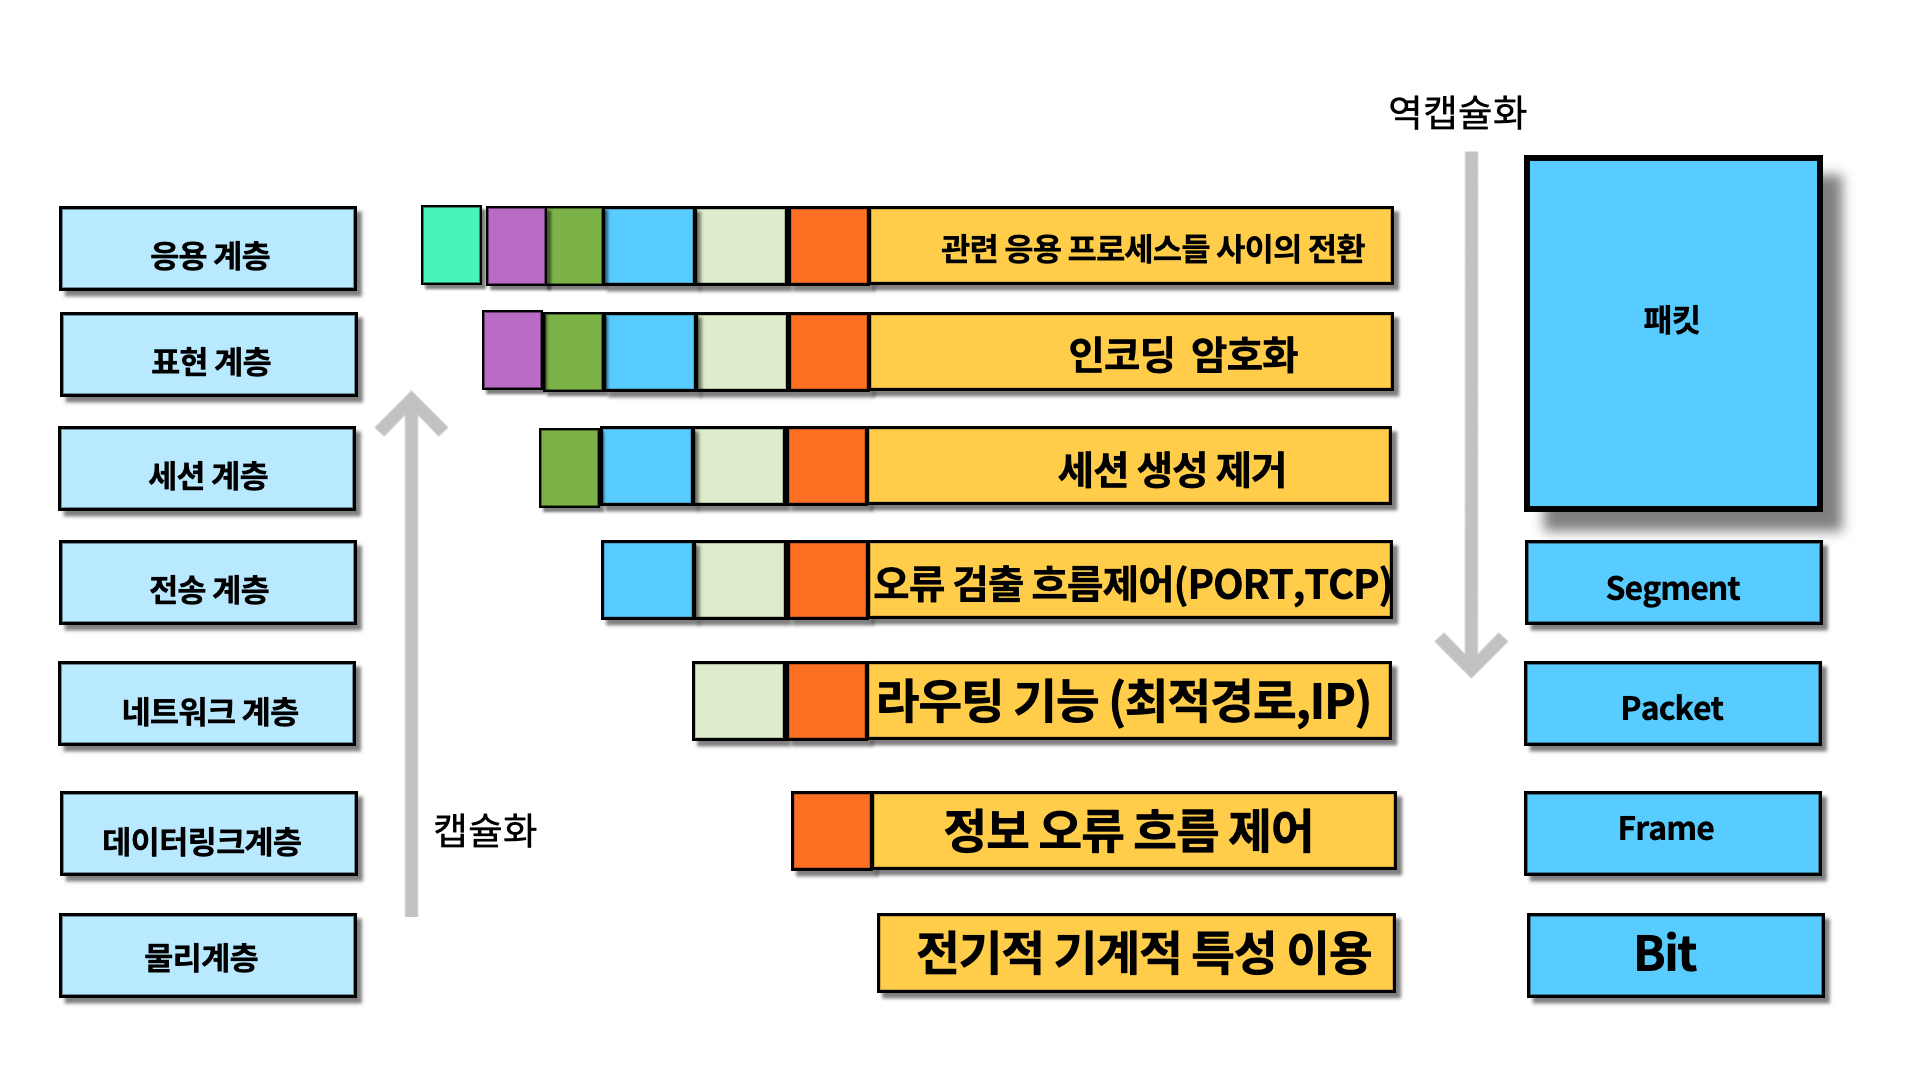 역캡슐화
응용 계층
관련 응용 프로세스들 사이의 전환
패킷
표현 계층
인코딩 암호화
세션 계층
세션 생성 제거
전송 계층
오류 검출 흐름제어(PORT,TCP)
Segment
네트워크 계층
라우팅 기능 (최적경로,IP)
Packet
캡슐화
데이터링크계층
정보 오류 흐름 제어
Frame
물리계층
전기적 기계적 특성 이용
Bit